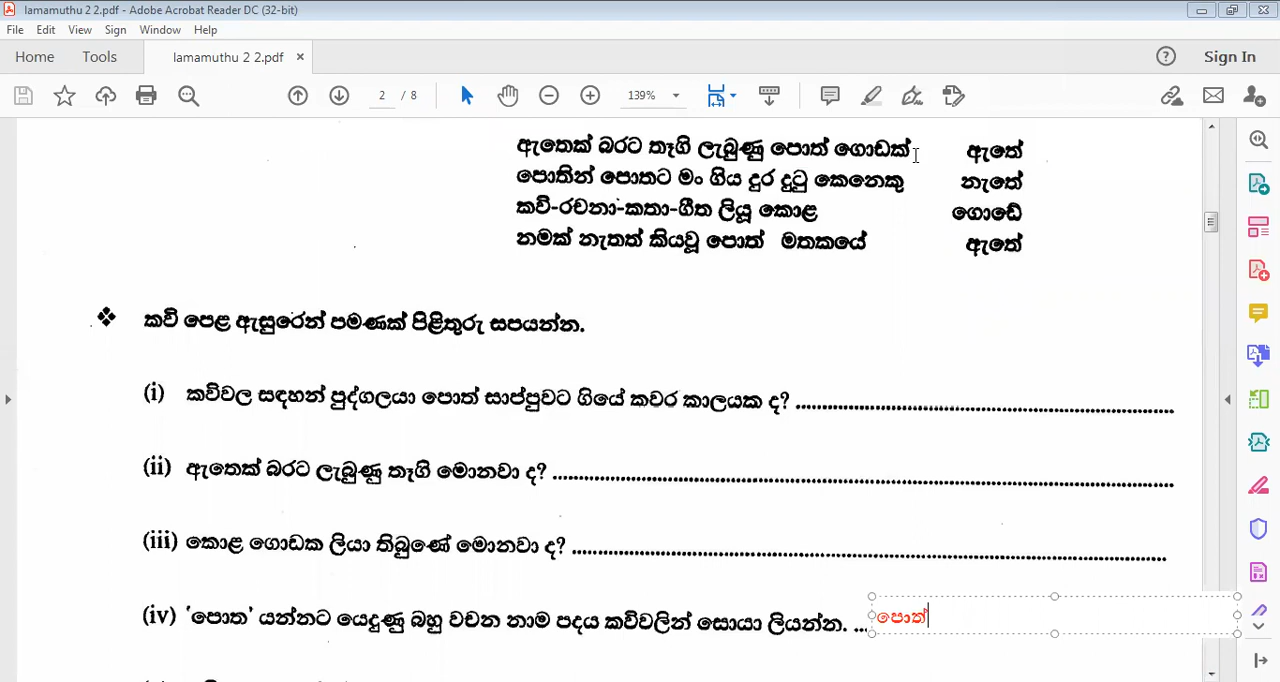 lamamuthu 2 2.pdf - Adobe Acrobat Reader DC (32-bit)
File Edit View Sign Window Help
Home Tools lamamuthu 2 2.pdf × Sign In
2 / 8 139%
ඇතෙක් බරට තෑගි ලැබුණු පොත් ගොඩක් ඇතේ
පොතින් පොතට මං ගිය දුර දුටු කෙනෙකු නැතේ
කවි-රචනා-කතා-ගීත ලියූ කොළ ගොඩේ
නමක් නැතත් කියවූ පොත් මතකයේ ඇතේ
❖ කවි පෙළ ඇසුරෙන් පමණක් පිළිතුරු සපයන්න.
(i) කවිවල සඳහන් පුද්ගලයා පොත් සාප්පුවට ගියේ කවර කාලයක ද? ........................................
(ii) ඇතෙක් බරට ලැබුණු තෑගි මොනවා ද? ........................................
(iii) කොළ ගොඩක ලියා තිබුණේ මොනවා ද? ........................................
(iv) 'පොත' යන්නට යෙදුණු බහු වචන නාම පදය කවිවලින් සොයා ලියන්න. ... පොත්